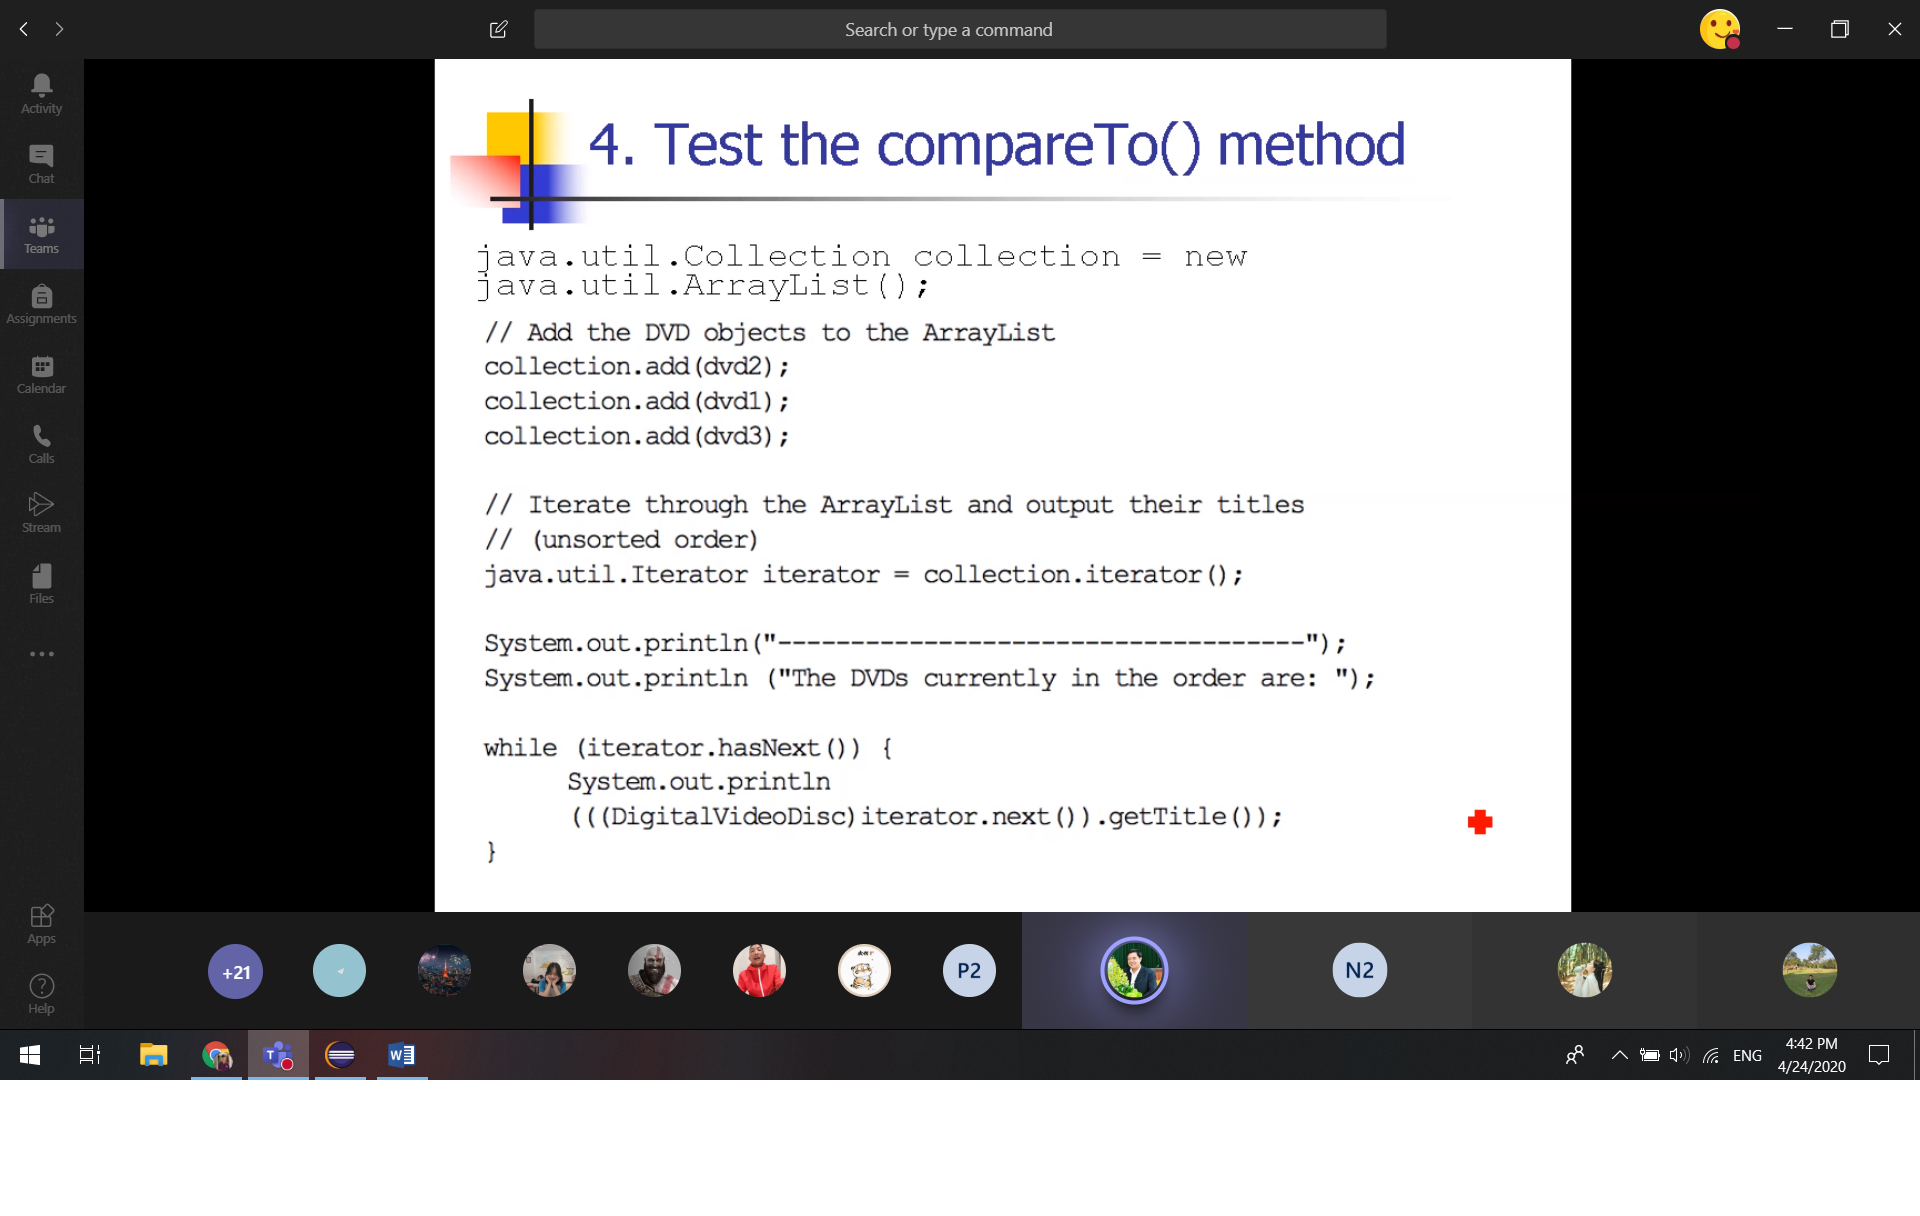 Search or type a command
Activity
Chat
Teams
Assignments
Calendar
Calls
Stream
Files
Apps
Help
4. Test the compareTo() method
java.util.Collection collection = new
java.util.ArrayList();
// Add the DVD objects to the ArrayList
collection.add(dvd2);
collection.add(dvd1);
collection.add(dvd3);
// Iterate through the ArrayList and output their titles
// (unsorted order)
java.util.Iterator iterator = collection.iterator();
System.out.println("------------------------------------");
System.out.println ("The DVDs currently in the order are: ");
while (iterator.hasNext()) {
System.out.println
(((DigitalVideoDisc)iterator.next()).getTitle());
}
+21
P2
N2
ENG
4:42 PM
4/24/2020